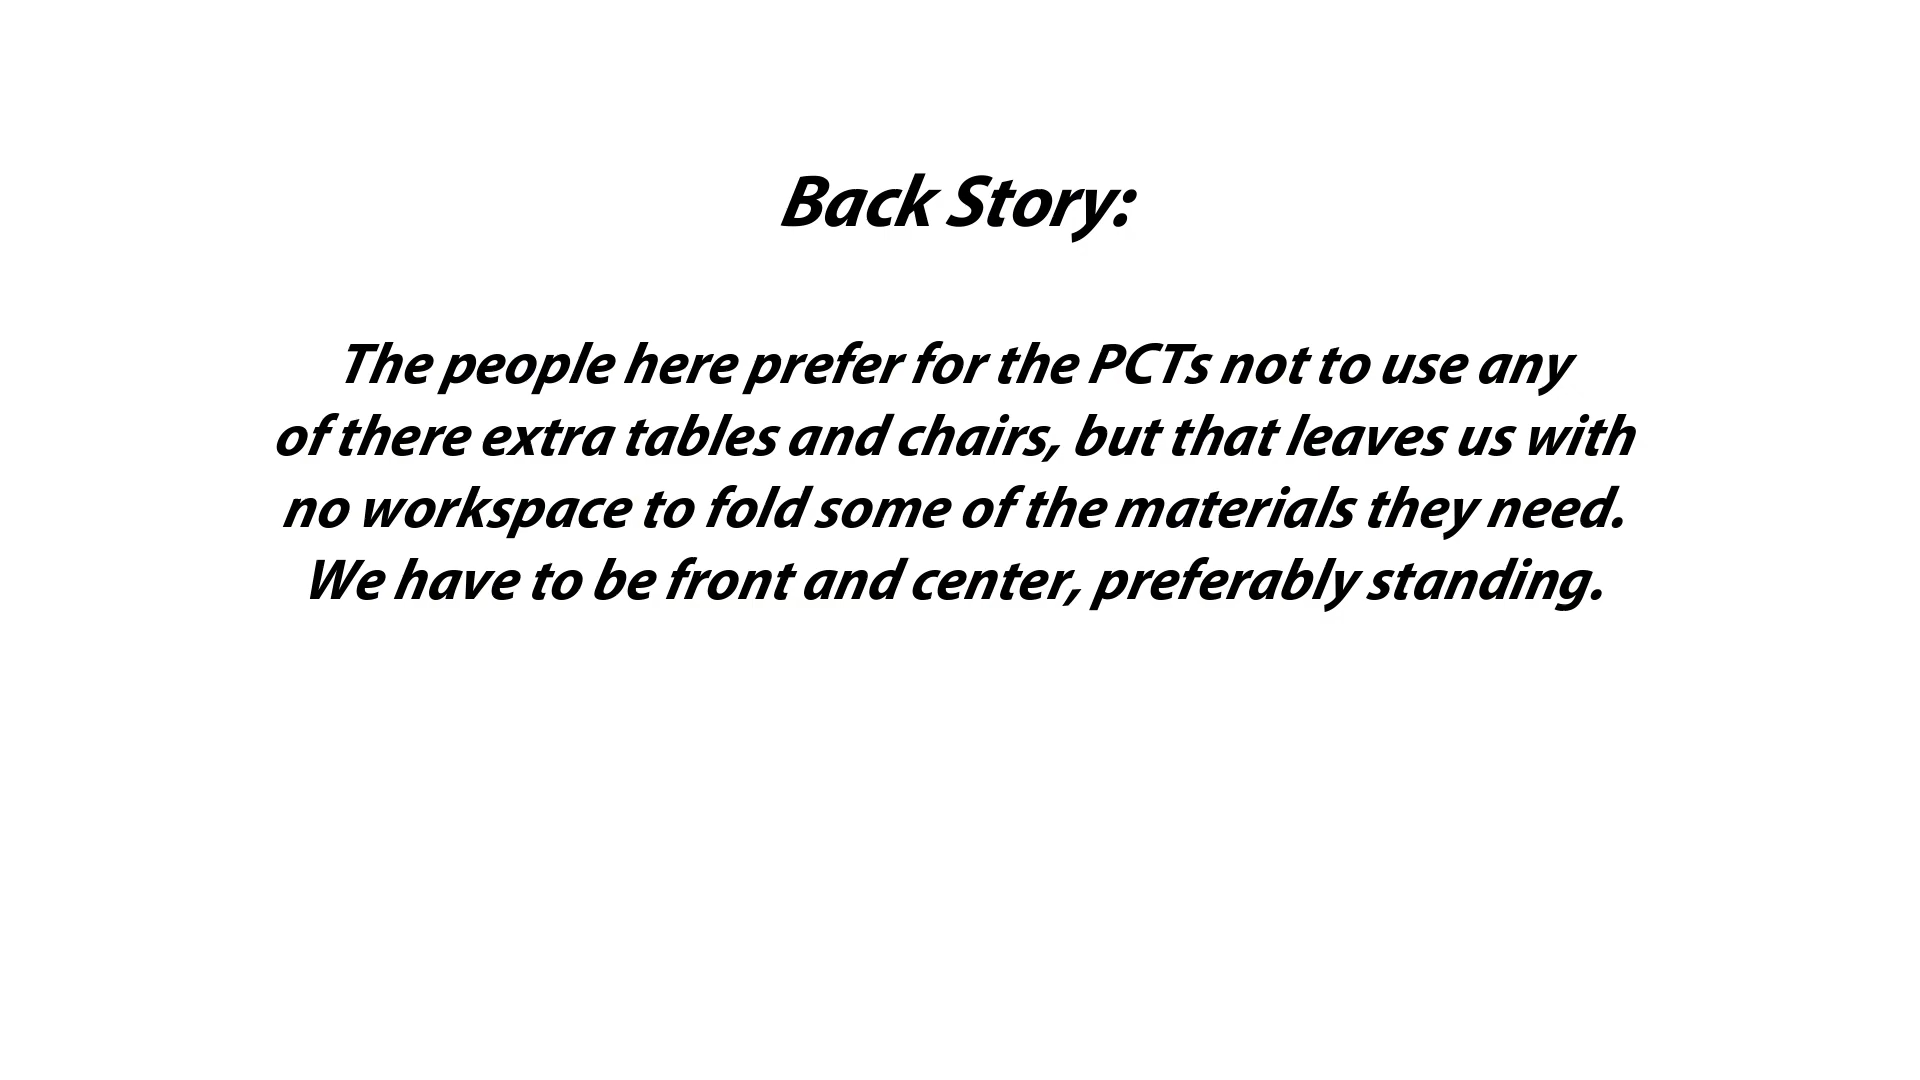 Back Story:
The people here prefer for the PCTs not to use any
of there extra tables and chairs, but that leaves us with
no workspace to fold some of the materials they need.
We have to be front and center, preferably standing.